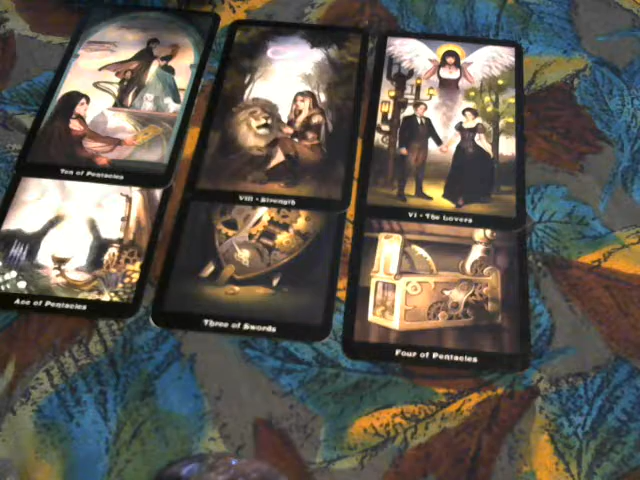 Ten of Pentacles
VIII • Strength
VI • The Lovers
Ace of Pentacles
Three of Swords
Four of Pentacles